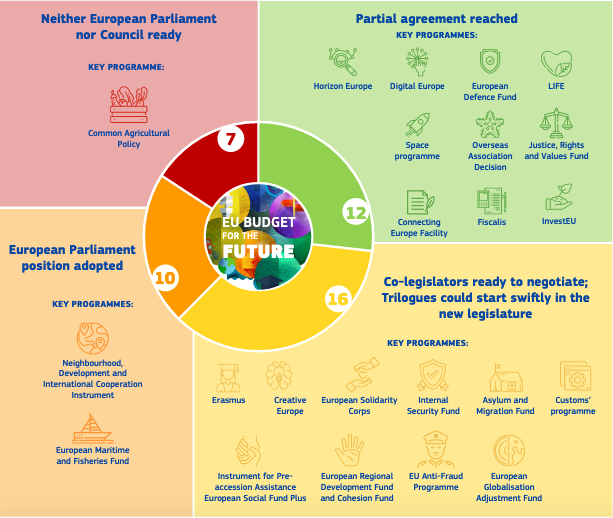 Neither European Parliament
nor Council ready
KEY PROGRAMME:
Common Agricultural
Policy
7
Partial agreement reached
KEY PROGRAMMES:
Horizon Europe
Digital Europe
European
Defence Fund
LIFE
Space
programme
Overseas
Association
Decision
Justice, Rights
and Values Fund
Connecting
Europe Facility
Fiscalis
InvestEU
12
EU BUDGET
FOR THE
FUTURE
European Parliament
position adopted
10
KEY PROGRAMMES:
Neighbourhood,
Development and
International Cooperation
Instrument
European Maritime
and Fisheries Fund
16
Co-legislators ready to negotiate;
Trilogues could start swiftly in the
new legislature
KEY PROGRAMMES:
Erasmus
Creative
Europe
European Solidarity
Corps
Internal
Security Fund
Asylum and
Migration Fund
Customs'
programme
Instrument for Pre-
accession Assistance
European Social Fund Plus
European Regional
Development Fund
and Cohesion Fund
EU Anti-Fraud
Programme
European
Globalisation
Adjustment Fund